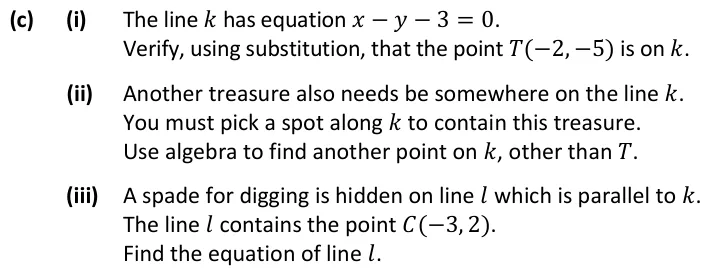 (c) (i) The line k has equation x − y − 3 = 0.
Verify, using substitution, that the point T(−2, −5) is on k.
(ii) Another treasure also needs be somewhere on the line k.
You must pick a spot along k to contain this treasure.
Use algebra to find another point on k, other than T.
(iii) A spade for digging is hidden on line l which is parallel to k.
The line l contains the point C(−3, 2).
Find the equation of line l.